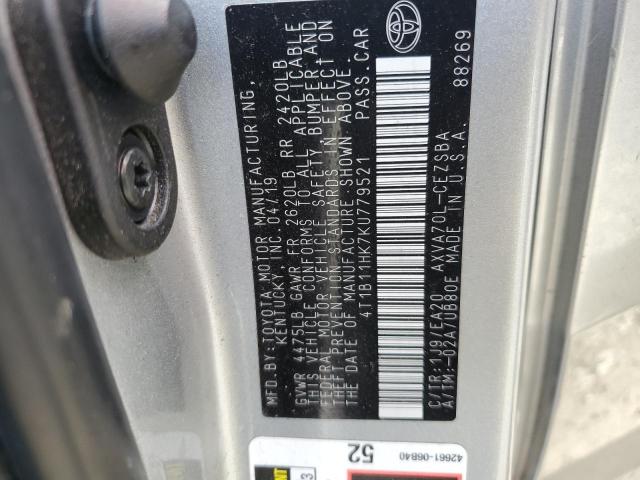 MFD.BY:TOYOTA MOTOR MANUFACTURING,
KENTUCKY, INC. 04/19
GVWR 4475LB GAWR, FR 2620LB RR 2420LB
THIS VEHICLE CONFORMS TO ALL APPLICABLE
FEDERAL MOTOR VEHICLE SAFETY, BUMPER AND
THEFT PREVENTION STANDARDS IN EFFECT ON
THE DATE OF MANUFACTURE SHOWN ABOVE.
4T1B11HK7KU779521 PASS.CAR
C/TR:1J9/EA20 AXVA70L-CEZSBA
A/TM:-02A/UB80E MADE IN U.S.A. 88269
42661-06B40
52